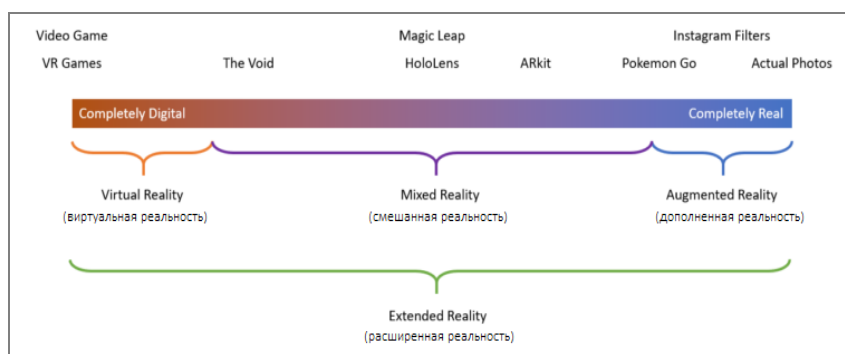 Video Game Magic Leap Instagram Filters
VR Games The Void HoloLens ARkit Pokemon Go Actual Photos
Completely Digital Completely Real
Virtual Reality Mixed Reality Augmented Reality
(виртуальная реальность) (смешанная реальность) (дополненная реальность)
Extended Reality
(расширенная реальность)